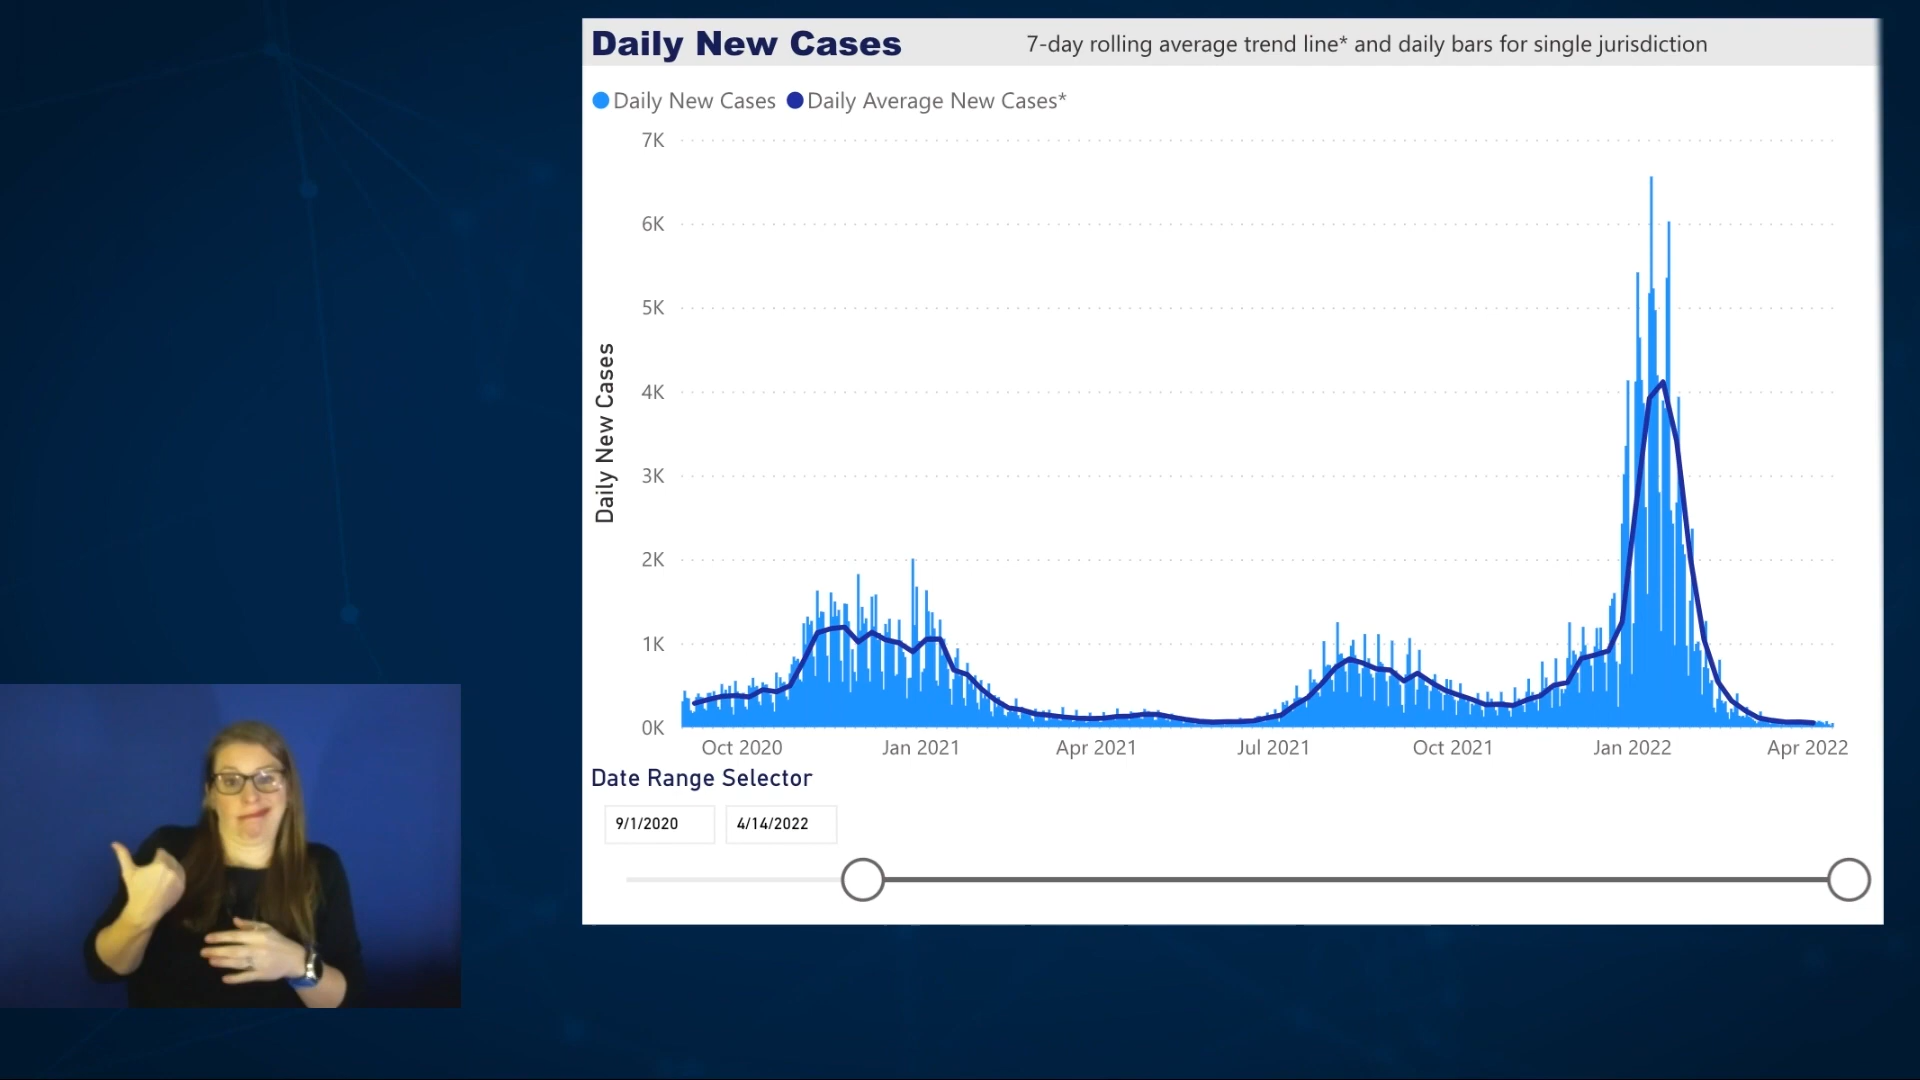 Daily New Cases
7-day rolling average trend line* and daily bars for single jurisdiction
Daily New Cases
Daily Average New Cases*
7K
6K
5K
4K
3K
2K
1K
0K
Daily New Cases
Oct 2020 Jan 2021 Apr 2021 Jul 2021 Oct 2021 Jan 2022 Apr 2022
Date Range Selector
9/1/2020 4/14/2022